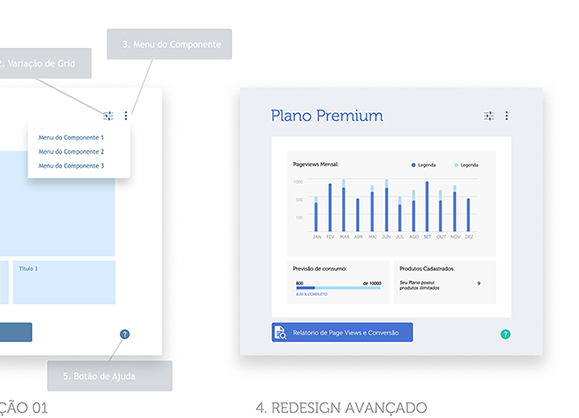 3. Menu do Componente
2. Variação de Grid
Menu do Componente 1
Menu do Componente 2
Menu do Componente 3
Título 3
5. Botão de Ajuda
?
ÇÃO 01
Plano Premium
Pageviews Mensal:
Legenda
Legenda
1000
500
100
JAN FEV MAR ABR MAI JUN JUL AGO SET OUT NOV DEZ
Previsão de consumo:
800 de 10000
Produtos Cadastrados:
Seu Plano possui
produtos ilimitados
9
Relatório de Page Views e Conversão
?
4. REDESIGN AVANÇADO